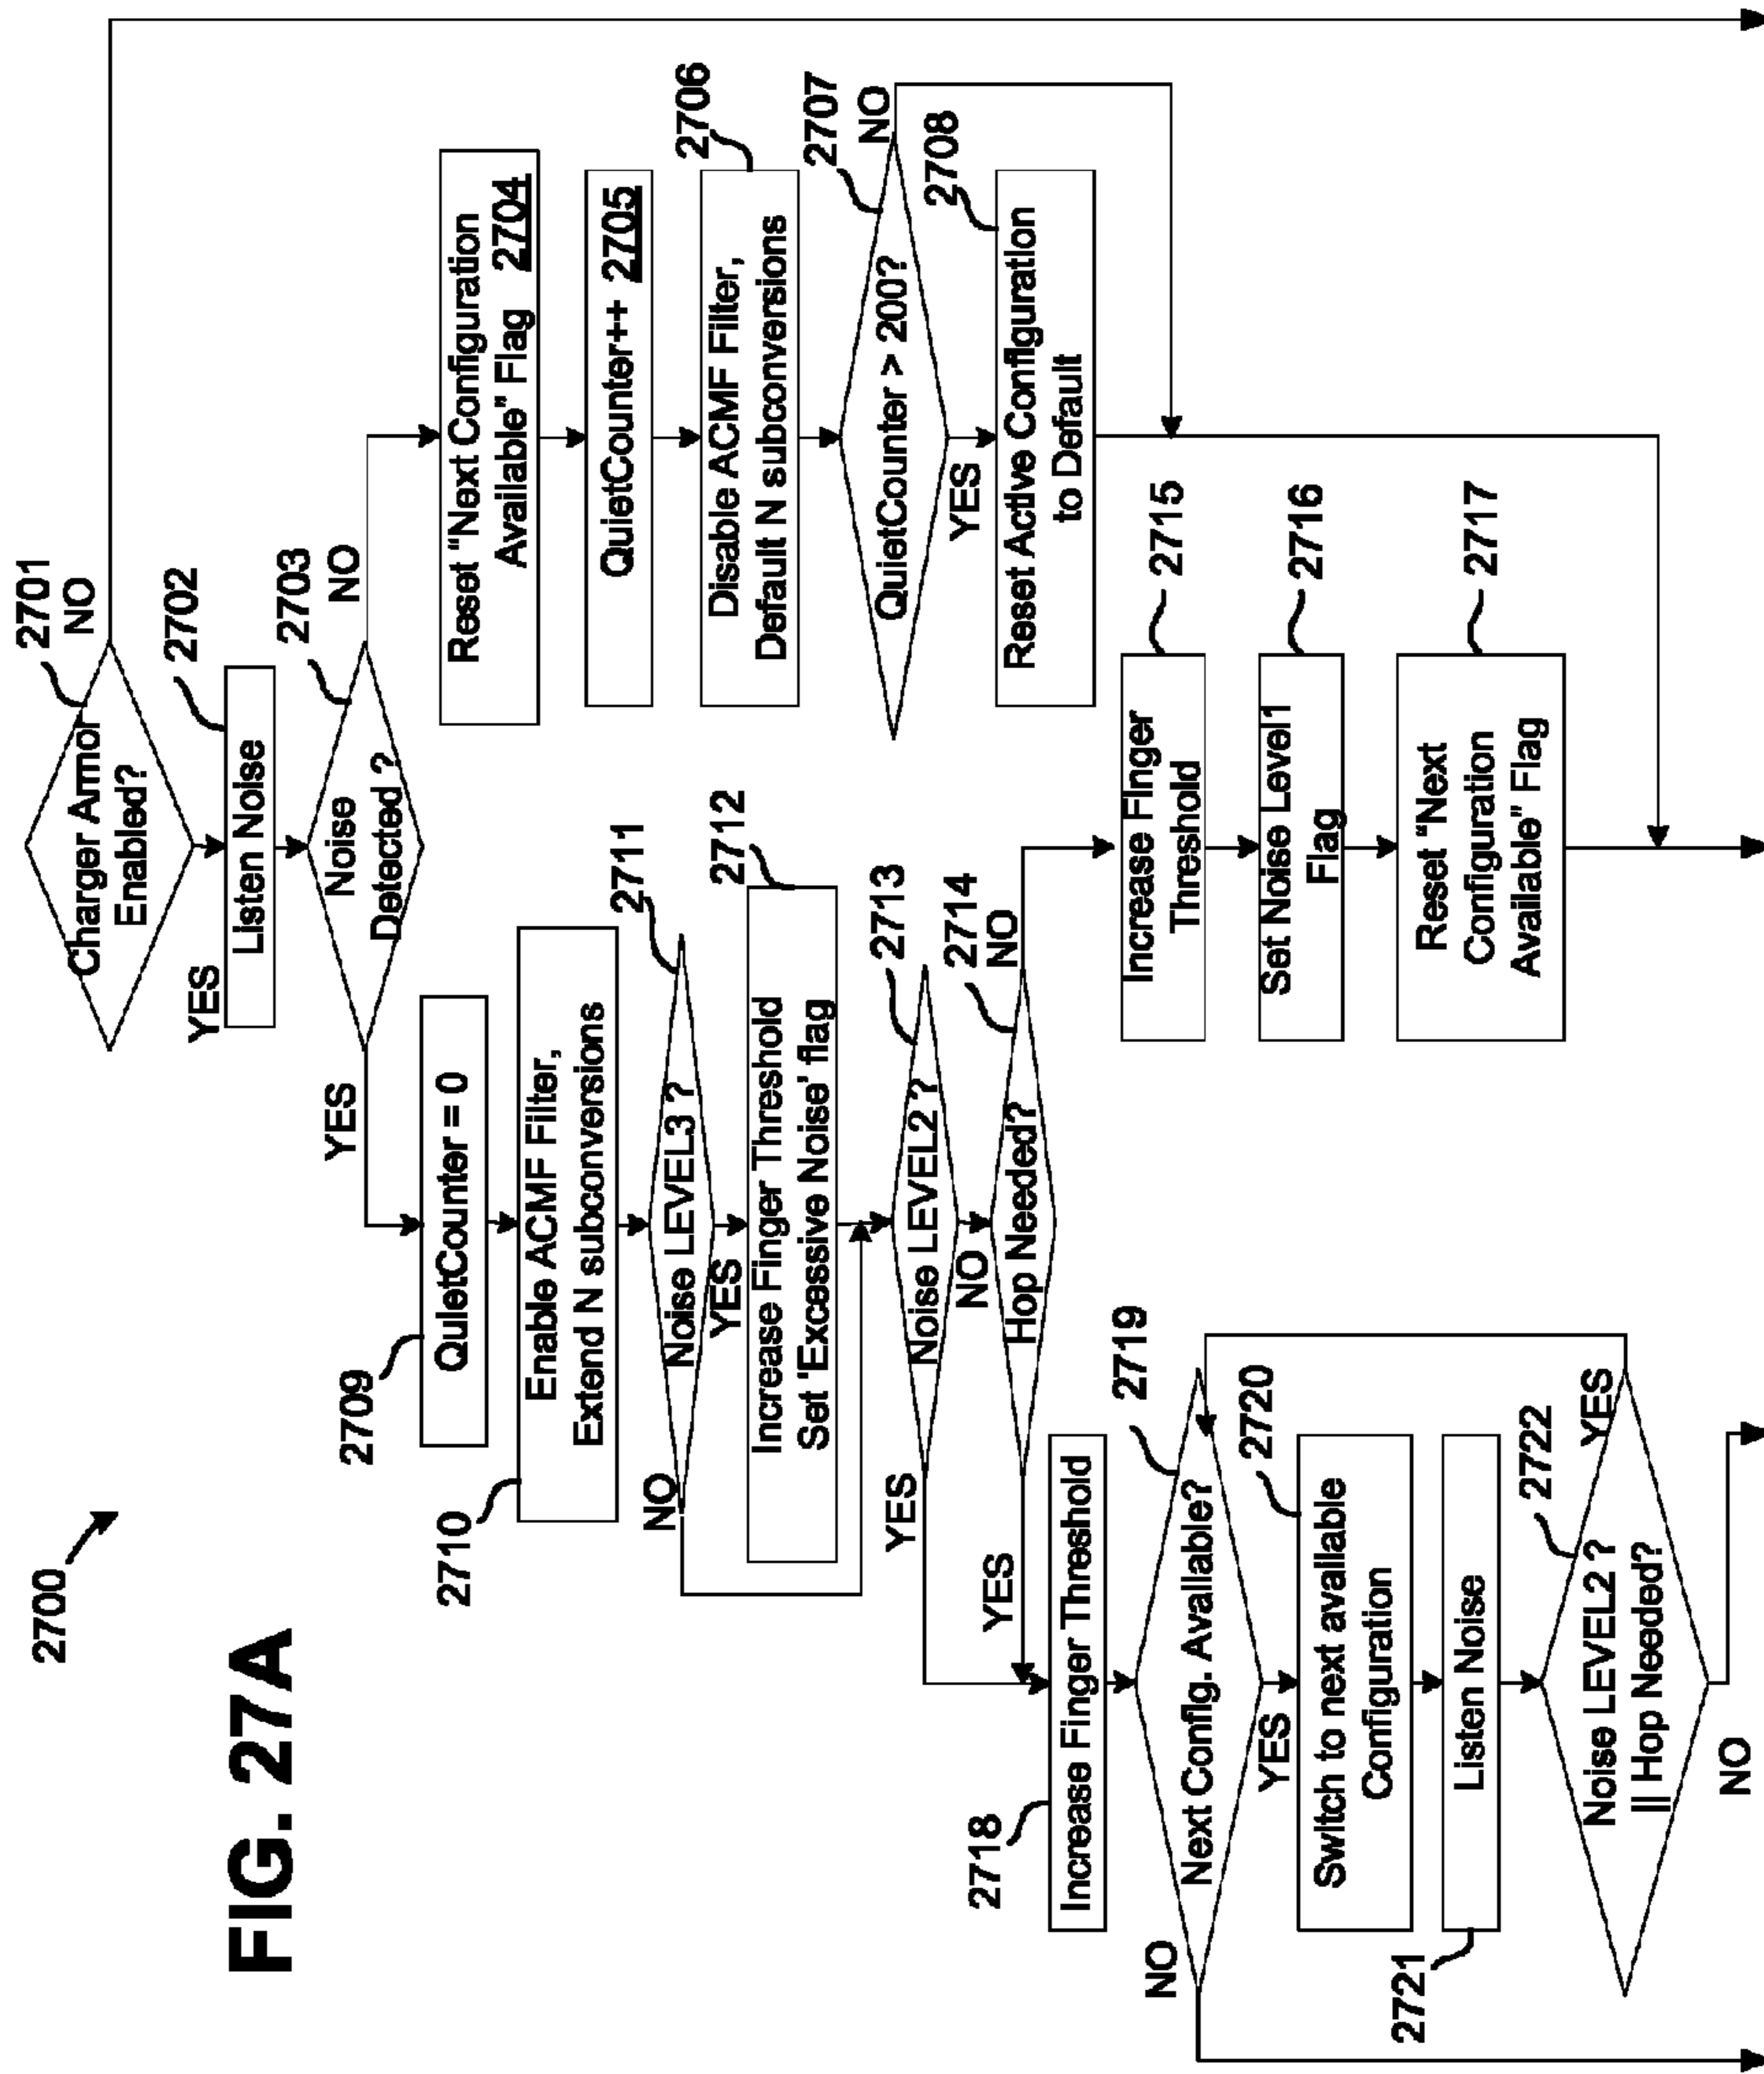 FIG. 27A
2700
2701
Charger Armor
Enabled?
NO
YES
2702
Listen Noise
2703
Noise
Detected ?
NO
YES
Reset “Next Configuration
Available” Flag 2704
QuietCounter++ 2705
2706
Disable ACMF Filter,
Default N subconversions
2707
QuietCounter > 200?
NO
YES
2708
Reset Active Configuration
to Default
2709
QuietCounter = 0
2710
Enable ACMF Filter,
Extend N subconversions
2711
Noise LEVEL3 ?
NO
YES
2712
Increase Finger Threshold
Set 'Excessive Noise' flag
2713
Noise LEVEL2 ?
YES
NO
2714
Hop Needed?
NO
YES
Increase Finger
Threshold
2715
Set Noise Level1
Flag
2716
Reset “Next
Configuration
Available” Flag
2717
2718
Increase Finger Threshold
2719
Next Config. Available?
NO
YES
2720
Switch to next available
Configuration
2721
Listen Noise
2722
Noise LEVEL2 ?
|| Hop Needed?
YES
NO